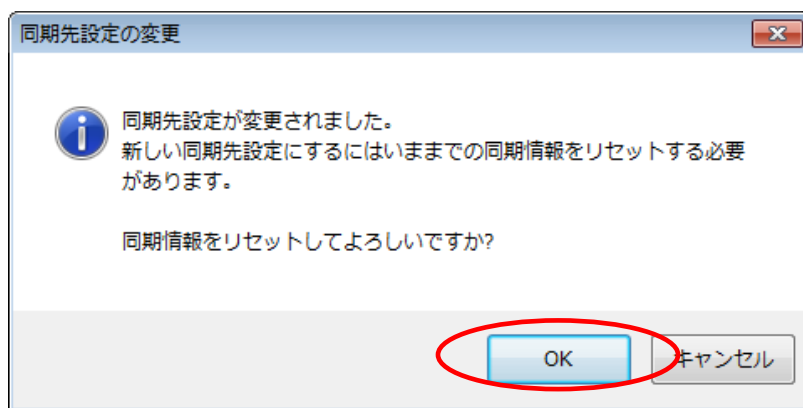 同期先設定の変更
同期先設定が変更されました。
新しい同期先設定にするにはいままでの同期情報をリセットする必要
があります。
同期情報をリセットしてよろしいですか?
OK
キャンセル